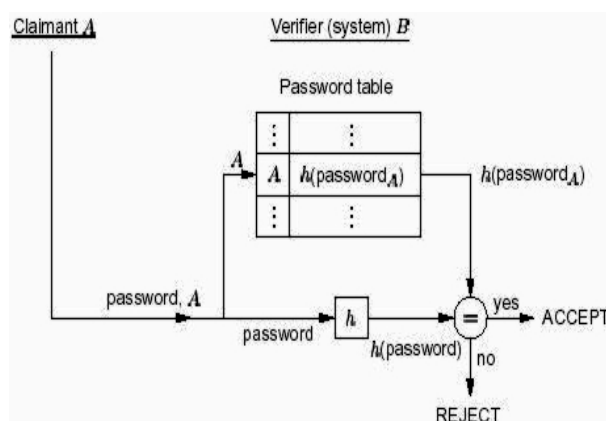 Claimant A
Verifier (system) B
Password table
⋮ ⋮
A
A h(password_A)
h(password_A)
⋮ ⋮
password, A
password
h
h(password)
=
yes
ACCEPT
no
REJECT